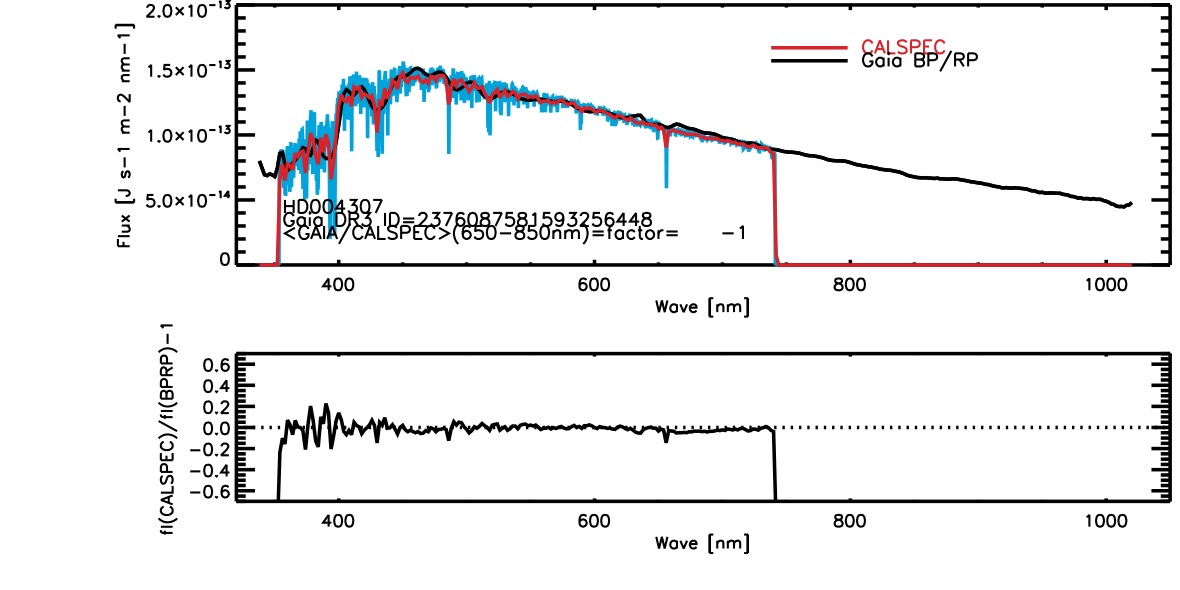 2.0×10−13
1.5×10−13
1.0×10−13
5.0×10−14
0
Flux [J s−1 m−2 nm−1]
CALSPEC
Gaia BP/RP
HD004307
Gaia DR3 ID=2376087581593256448
<GAIA/CALSPEC>(650−850nm)=factor= −1
400 600 800 1000
Wave [nm]
fl(CALSPEC)/fl(BPRP)−1
0.6
0.4
0.2
0.0
−0.2
−0.4
−0.6
400 600 800 1000
Wave [nm]